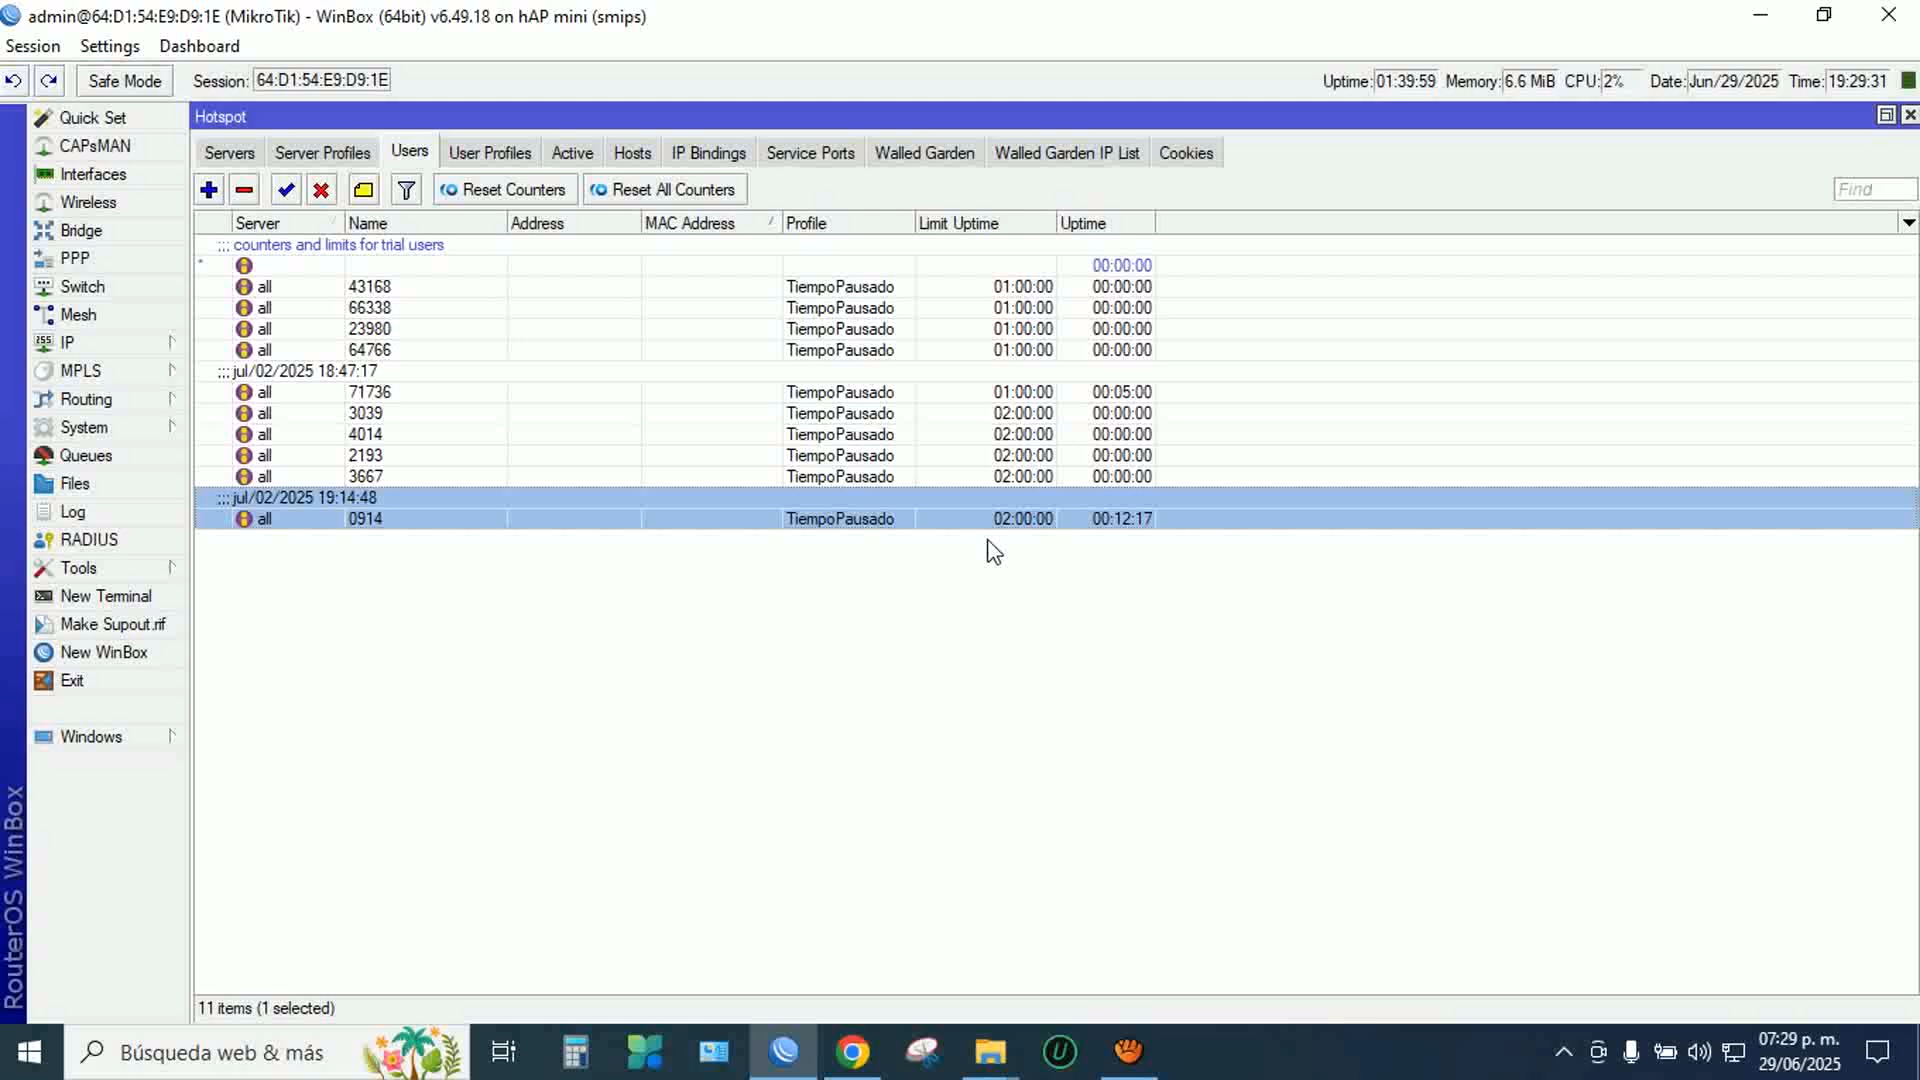 admin@64:D1:54:E9:D9:1E (MikroTik) - WinBox (64bit) v6.49.18 on hAP mini (smips)
Session Settings Dashboard
Safe Mode Session: 64:D1:54:E9:D9:1E Uptime: 01:39:59 Memory: 6.6 MiB CPU: 2% Date: Jun/29/2025 Time: 19:29:31
Quick Set
CAPsMAN
Interfaces
Wireless
Bridge
PPP
Switch
Mesh
IP
MPLS
Routing
System
Queues
Files
Log
RADIUS
Tools
New Terminal
Make Supout.rif
New WinBox
Exit
Windows
RouterOS WinBox
Hotspot
Servers Server Profiles Users User Profiles Active Hosts IP Bindings Service Ports Walled Garden Walled Garden IP List Cookies
Reset Counters Reset All Counters Find
Server Name Address MAC Address Profile Limit Uptime Uptime
;;; counters and limits for trial users
* 00:00:00
all 43168 TiempoPausado 01:00:00 00:00:00
all 66338 TiempoPausado 01:00:00 00:00:00
all 23980 TiempoPausado 01:00:00 00:00:00
all 64766 TiempoPausado 01:00:00 00:00:00
;;; jul/02/2025 18:47:17
all 71736 TiempoPausado 01:00:00 00:05:00
all 3039 TiempoPausado 02:00:00 00:00:00
all 4014 TiempoPausado 02:00:00 00:00:00
all 2193 TiempoPausado 02:00:00 00:00:00
all 3667 TiempoPausado 02:00:00 00:00:00
;;; jul/02/2025 19:14:48
all 0914 TiempoPausado 02:00:00 00:12:17
11 items (1 selected)
Búsqueda web & más
07:29 p. m.
29/06/2025